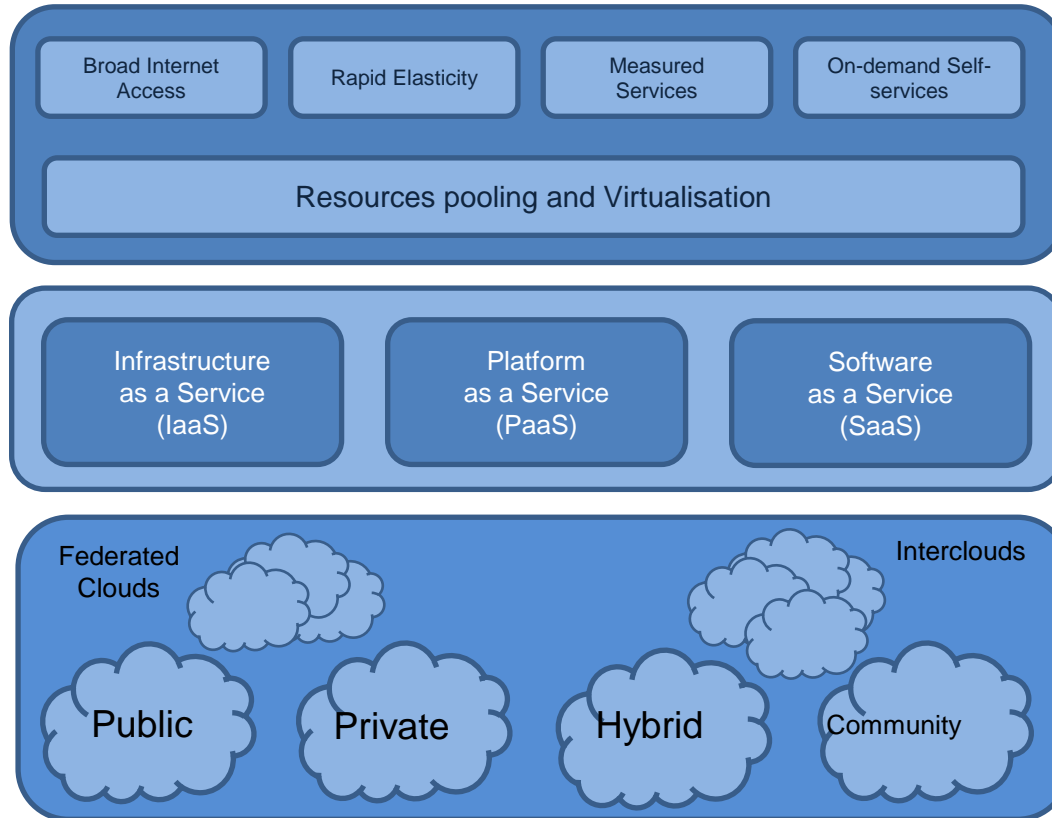 Broad Internet
Access
Rapid Elasticity
Measured
Services
On-demand Self-
services
Resources pooling and Virtualisation
Infrastructure
as a Service
(IaaS)
Platform
as a Service
(PaaS)
Software
as a Service
(SaaS)
Federated
Clouds
Interclouds
Public
Private
Hybrid
Community